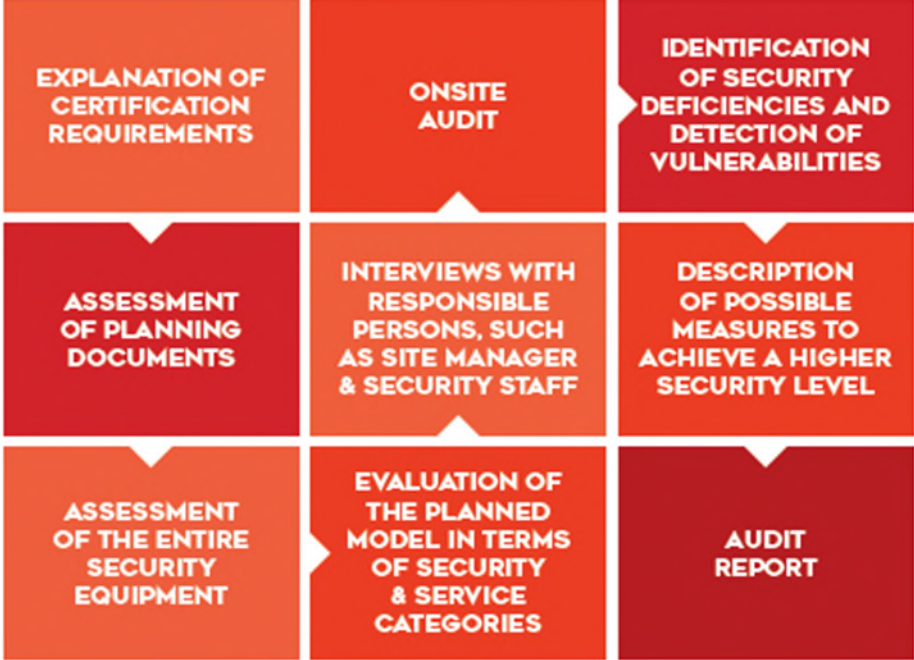 EXPLANATION OF
CERTIFICATION
REQUIREMENTS
ASSESSMENT
OF PLANNING
DOCUMENTS
ASSESSMENT
OF THE ENTIRE
SECURITY
EQUIPMENT
EVALUATION OF
THE PLANNED
MODEL IN TERMS
OF SECURITY
& SERVICE
CATEGORIES
INTERVIEWS WITH
RESPONSIBLE
PERSONS, SUCH
AS SITE MANAGER
& SECURITY STAFF
ONSITE
AUDIT
IDENTIFICATION
OF SECURITY
DEFICIENCIES AND
DETECTION OF
VULNERABILITIES
DESCRIPTION
OF POSSIBLE
MEASURES TO
ACHIEVE A HIGHER
SECURITY LEVEL
AUDIT
REPORT